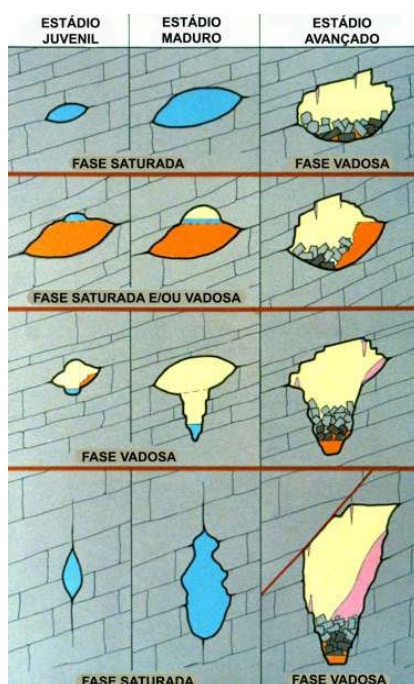 ESTÁDIO JUVENIL
ESTÁDIO MADURO
ESTÁDIO AVANÇADO
FASE SATURADA
FASE VADOSA
FASE SATURADA E/OU VADOSA
FASE VADOSA
FASE SATURADA
FASE VADOSA